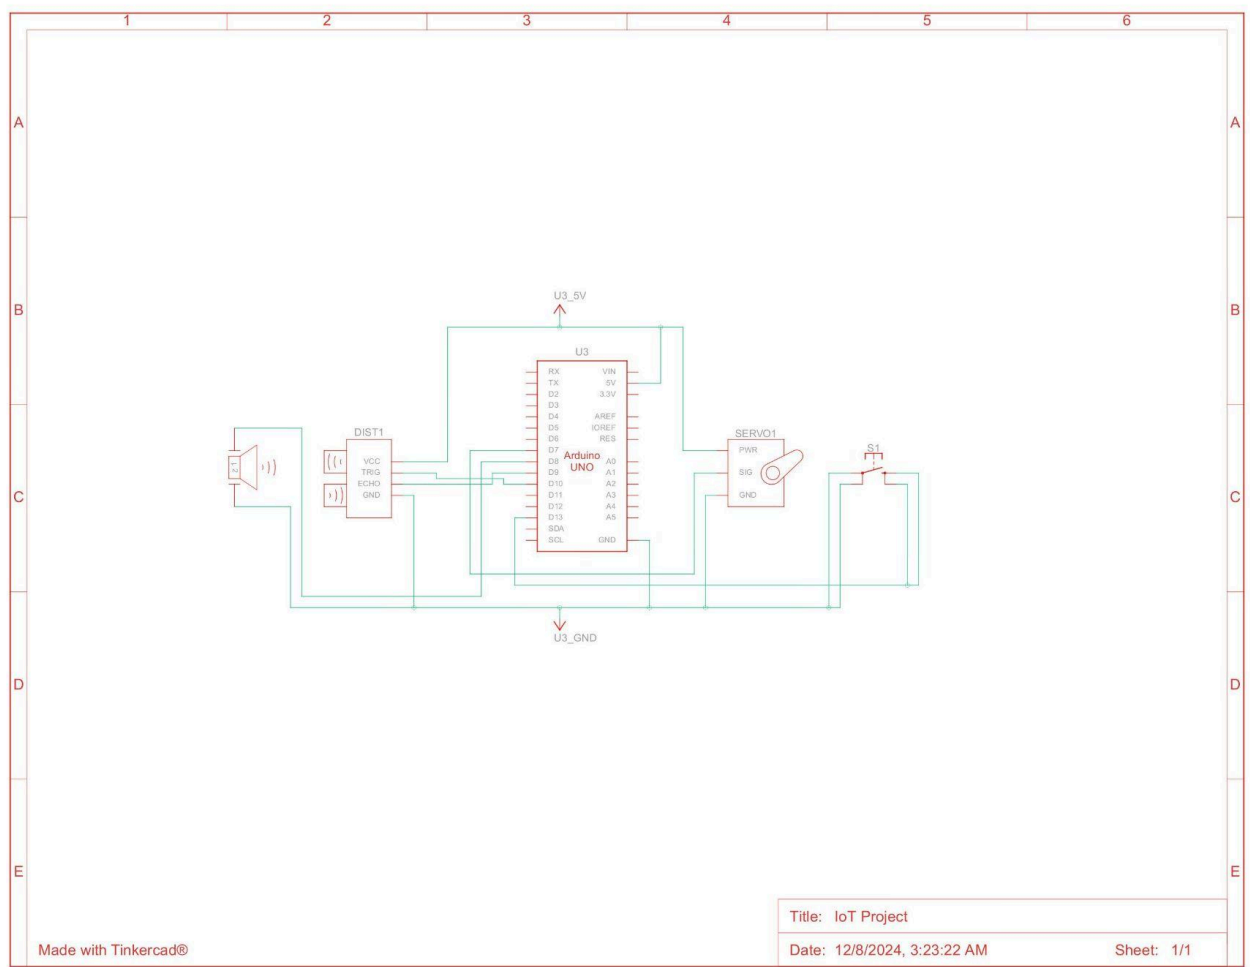 1 2 3 4 5 6
A A
B B
C C
D D
E E
U3_5V
U3
RX VIN
TX 5V
D2 3.3V
D3
D4 AREF
D5 IOREF
D6 RES
D7
D8 A0
D9 A1
D10 A2
D11 A3
D12 A4
D13 A5
SDA
SCL GND
Arduino
UNO
DIST1
VCC
TRIG
ECHO
GND
1 2
SERVO1
PWR
SIG
GND
S1
U3_GND
Title: IoT Project
Date: 12/8/2024, 3:23:22 AM Sheet: 1/1
Made with Tinkercad®